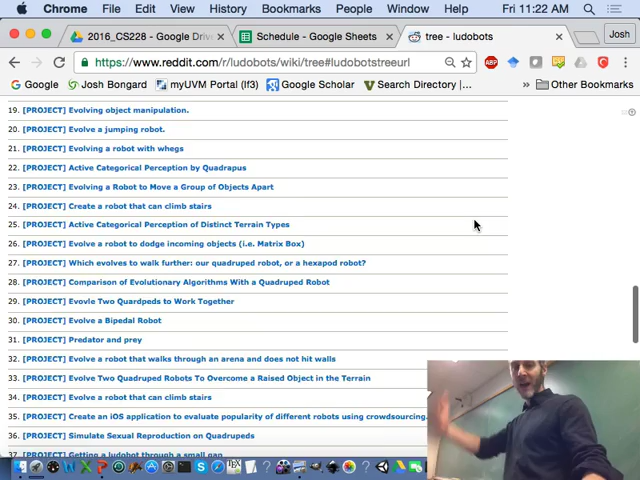 Chrome File Edit View History Bookmarks People Window Help Fri 11:22 AM
2016_CS228 - Google Drive Schedule - Google Sheets tree - ludobots Josh
https://www.reddit.com/r/ludobots/wiki/tree#ludobotstreeurl
Google Josh Bongard myUVM Portal (lf3) Google Scholar Search Directory |... Other Bookmarks
19. [PROJECT] Evolving object manipulation.
20. [PROJECT] Evolve a jumping robot.
21. [PROJECT] Evolving a robot with whegs
22. [PROJECT] Active Categorical Perception by Quadrapus
23. [PROJECT] Evolving a Robot to Move a Group of Objects Apart
24. [PROJECT] Create a robot that can climb stairs
25. [PROJECT] Active Categorical Perception of Distinct Terrain Types
26. [PROJECT] Evolve a robot to dodge incoming objects (i.e. Matrix Box)
27. [PROJECT] Which evolves to walk further: our quadruped robot, or a hexapod robot?
28. [PROJECT] Comparison of Evolutionary Algorithms With a Quadruped Robot
29. [PROJECT] Evovle Two Quardpeds to Work Together
30. [PROJECT] Evolve a Bipedal Robot
31. [PROJECT] Predator and prey
32. [PROJECT] Evolve a robot that walks through an arena and does not hit walls
33. [PROJECT] Evolve Two Quadruped Robots To Overcome a Raised Object in the Terrain
34. [PROJECT] Evolve a robot that can climb stairs
35. [PROJECT] Create an iOS application to evaluate popularity of different robots using crowdsourcing.
36. [PROJECT] Simulate Sexual Reproduction on Quadrupeds
37. [PROJECT] Getting a ludobot through a small gap